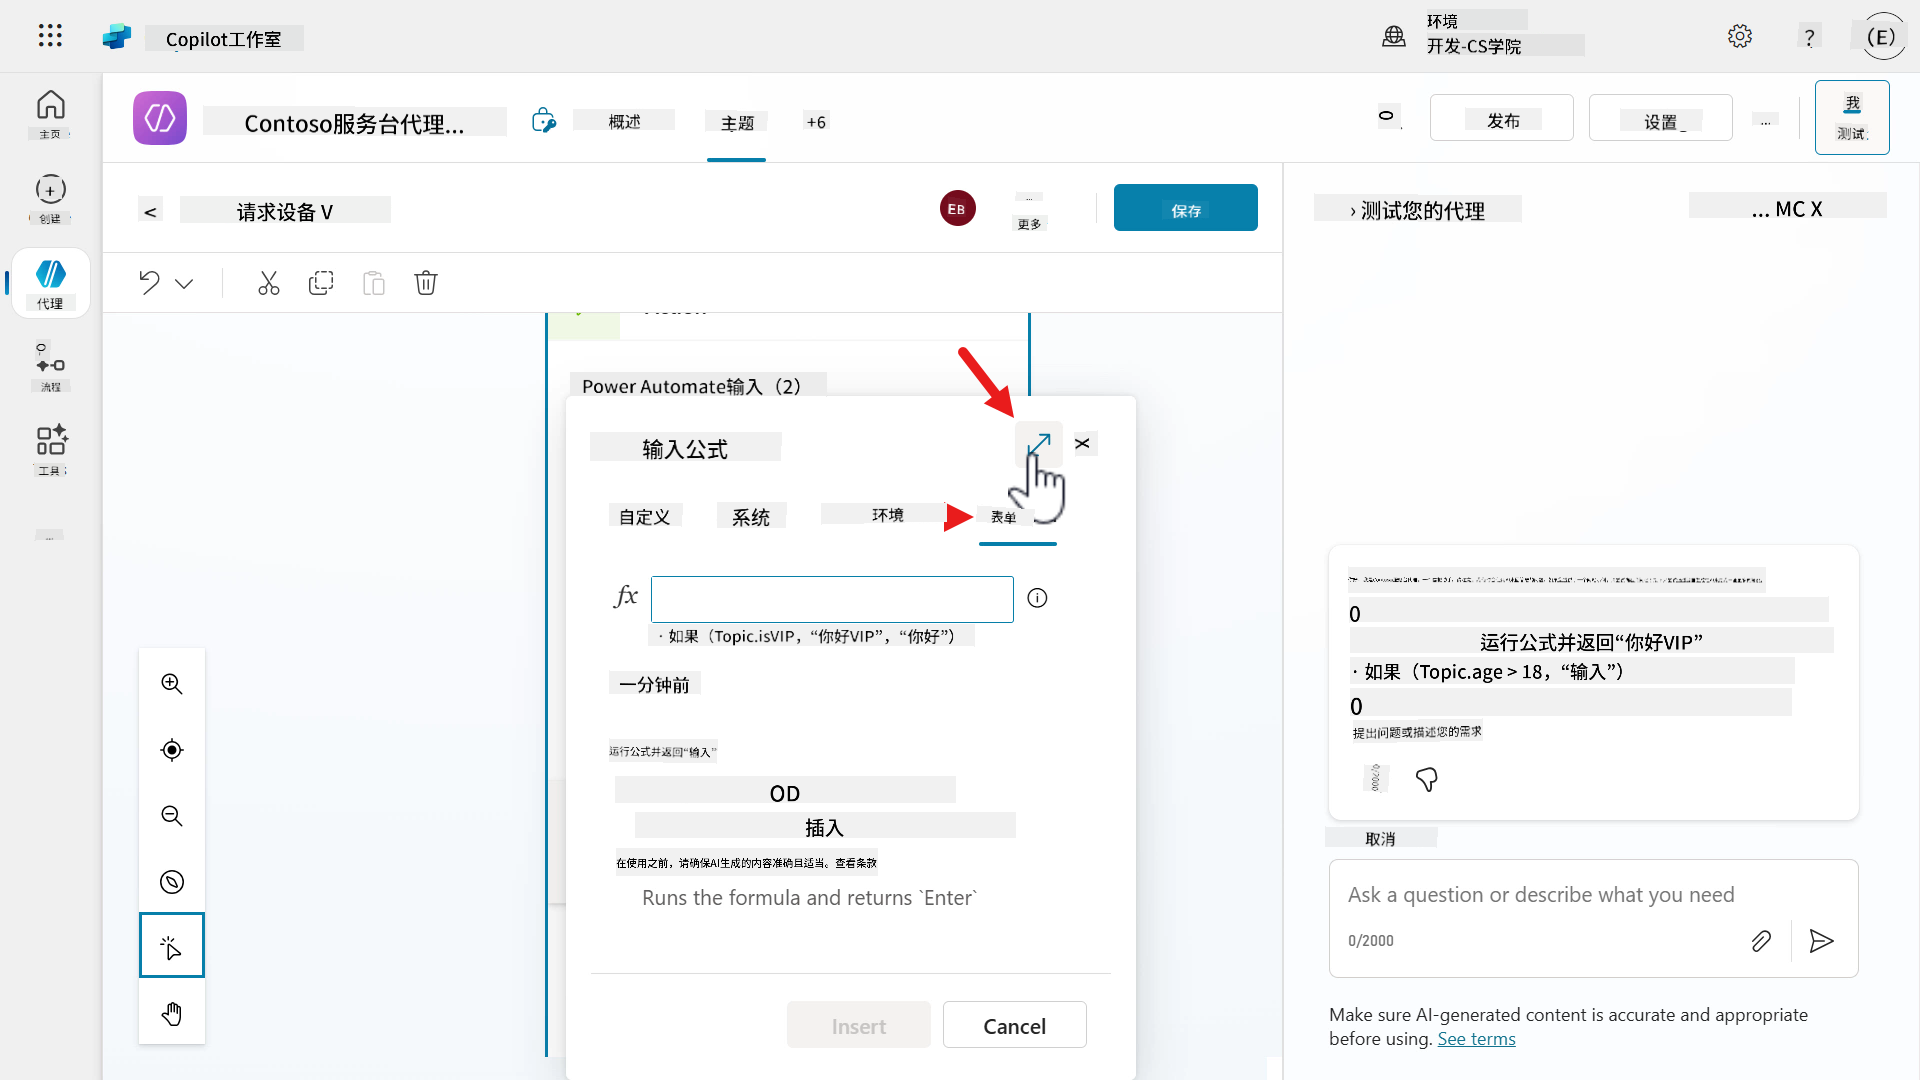 Copilot工作室
环境
开发-CS学院
?
(E)
主页
创建
代理
流程
工具
Contoso服务台代理...
概述
主题
+6
发布
设置
...
我
测试
<
请求设备 V
EB
...
更多
保存
› 测试您的代理
... MC X
Power Automate输入（2）
输入公式
X
自定义
系统
环境
表单
fx
· 如果（Topic.isVIP，“你好VIP”，“你好”）
一分钟前
运行公式并返回“输入”
OD
插入
在使用之前，请确保AI生成的内容准确且适当。查看条款
Runs the formula and returns `Enter`
Insert
Cancel
0
运行公式并返回“你好VIP”
· 如果（Topic.age > 18，“输入”）
0
提出问题或描述您的需求
0/2000
取消
Ask a question or describe what you need
0/2000
Make sure AI-generated content is accurate and appropriate
before using. See terms